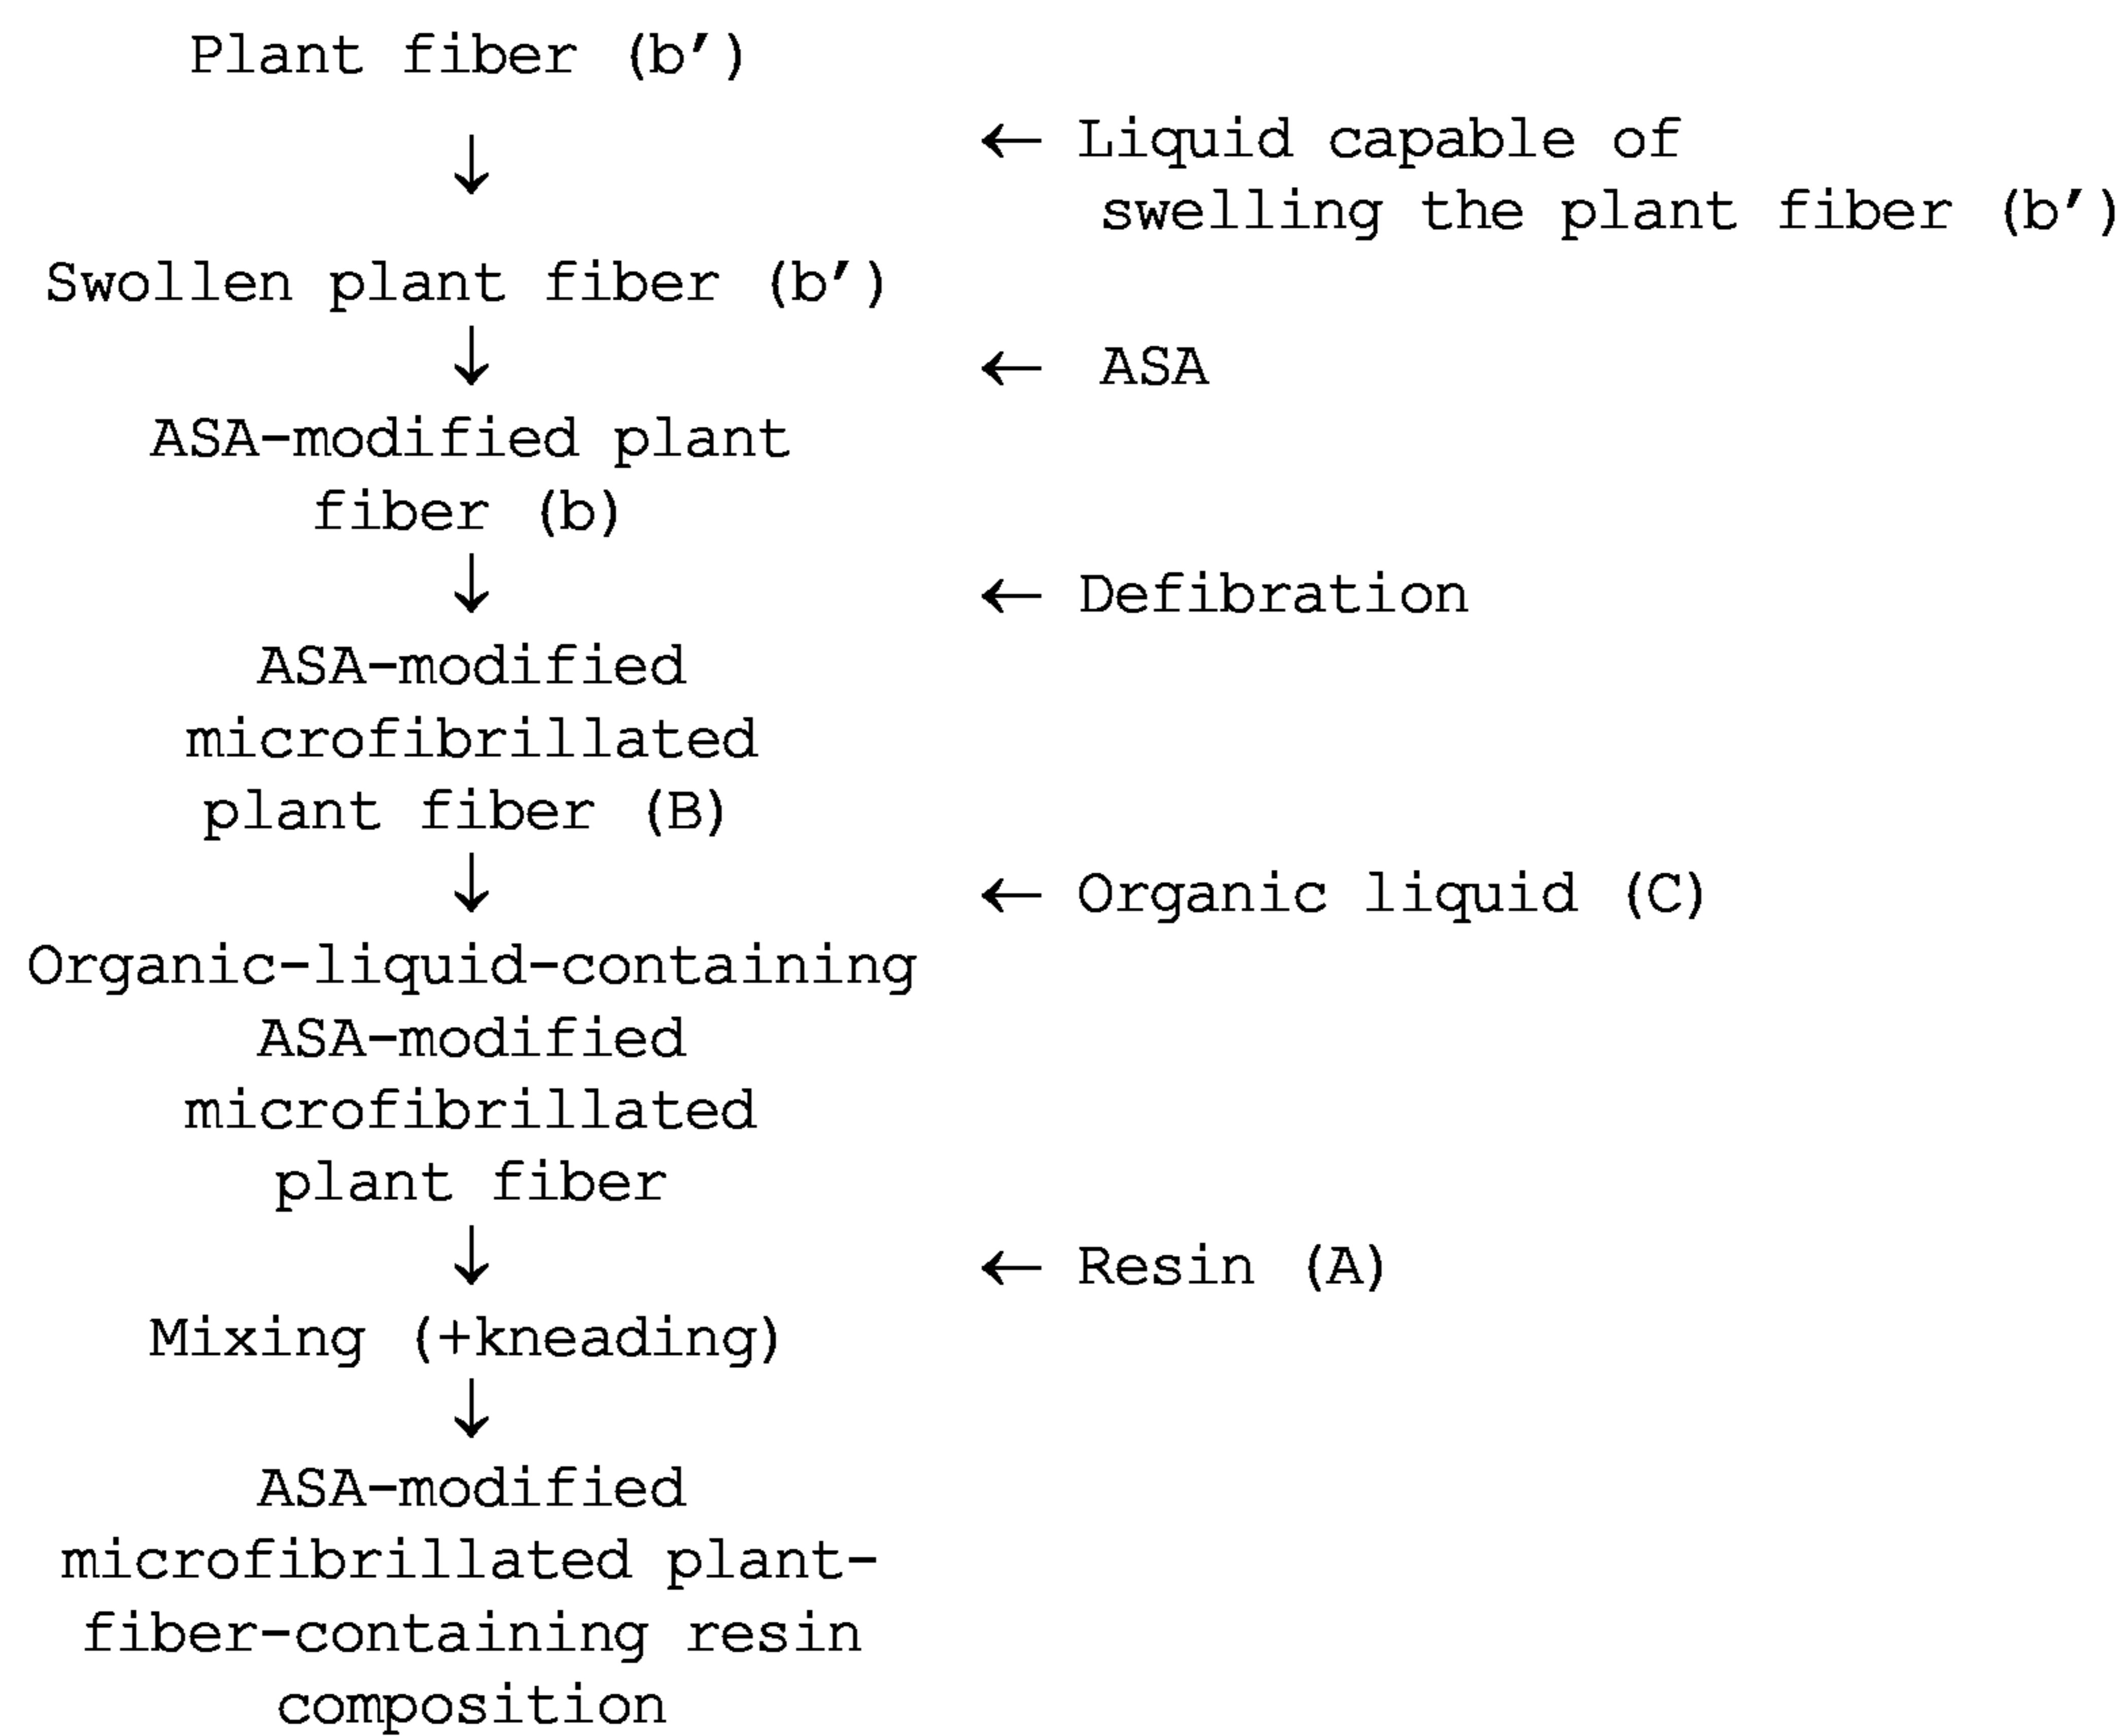 Plant fiber (b′)
↓
← Liquid capable of
swelling the plant fiber (b′)
Swollen plant fiber (b′)
↓
← ASA
ASA-modified plant
fiber (b)
↓
← Defibration
ASA-modified
microfibrillated
plant fiber (B)
↓
← Organic liquid (C)
Organic-liquid-containing
ASA-modified
microfibrillated
plant fiber
↓
← Resin (A)
Mixing (+kneading)
↓
ASA-modified
microfibrillated plant-
fiber-containing resin
composition